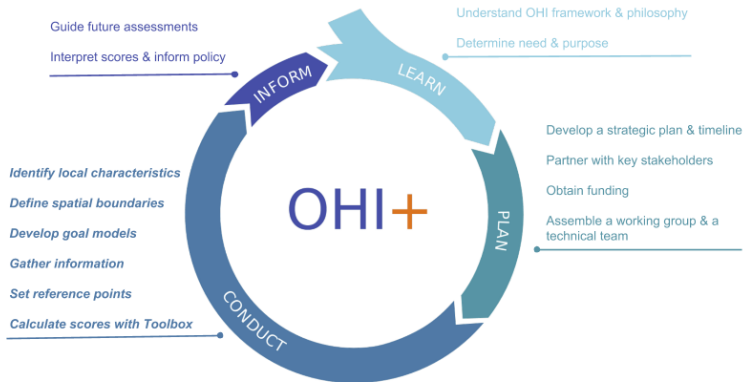 Guide future assessments
Interpret scores & inform policy
Understand OHI framework & philosophy
Determine need & purpose
INFORM
LEARN
Develop a strategic plan & timeline
Partner with key stakeholders
Obtain funding
Assemble a working group & a
technical team
PLAN
OHI+
Identify local characteristics
Define spatial boundaries
Develop goal models
Gather information
Set reference points
Calculate scores with Toolbox
CONDUCT